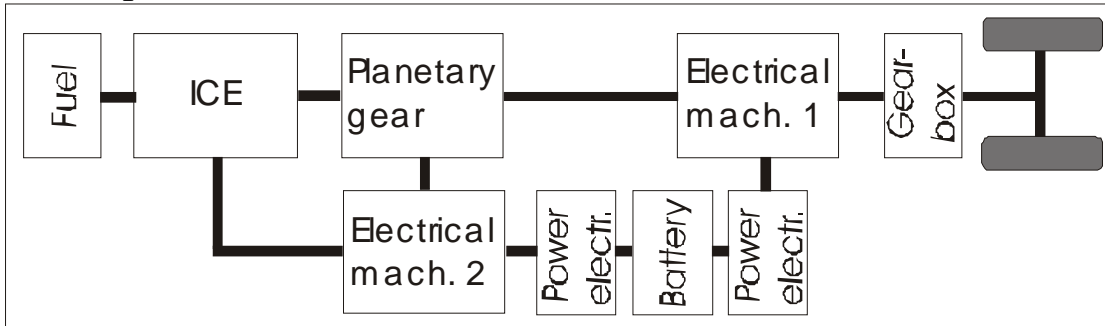 Fuel
ICE
Planetary
gear
Electrical
mach. 1
Gear-
box
Electrical
mach. 2
Power
electr.
Battery
Power
electr.